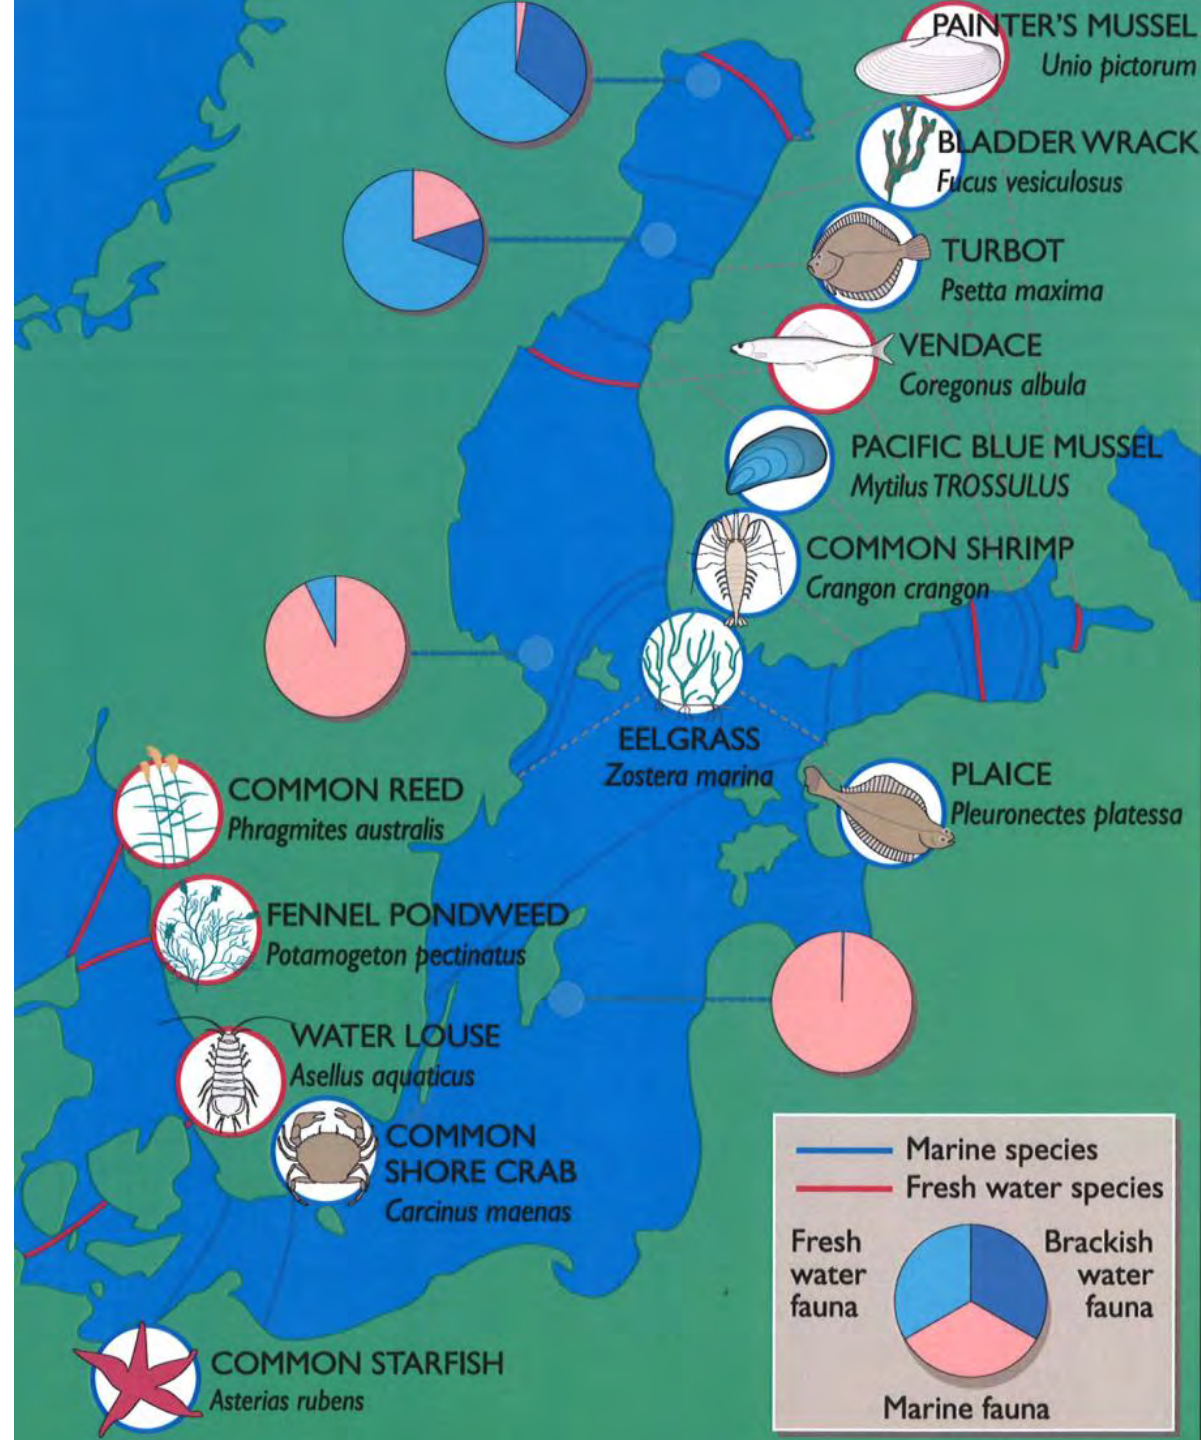 PAINTER'S MUSSEL
Unio pictorum
BLADDER WRACK
Fucus vesiculosus
TURBOT
Psetta maxima
VENDACE
Coregonus albula
PACIFIC BLUE MUSSEL
Mytilus TROSSULUS
COMMON SHRIMP
Crangon crangon
EELGRASS
Zostera marina
PLAICE
Pleuronectes platessa
COMMON REED
Phragmites australis
FENNEL PONDWEED
Potamogeton pectinatus
WATER LOUSE
Asellus aquaticus
COMMON
SHORE CRAB
Carcinus maenas
COMMON STARFISH
Asterias rubens
Marine species
Fresh water species
Fresh
water
fauna
Brackish
water
fauna
Marine fauna